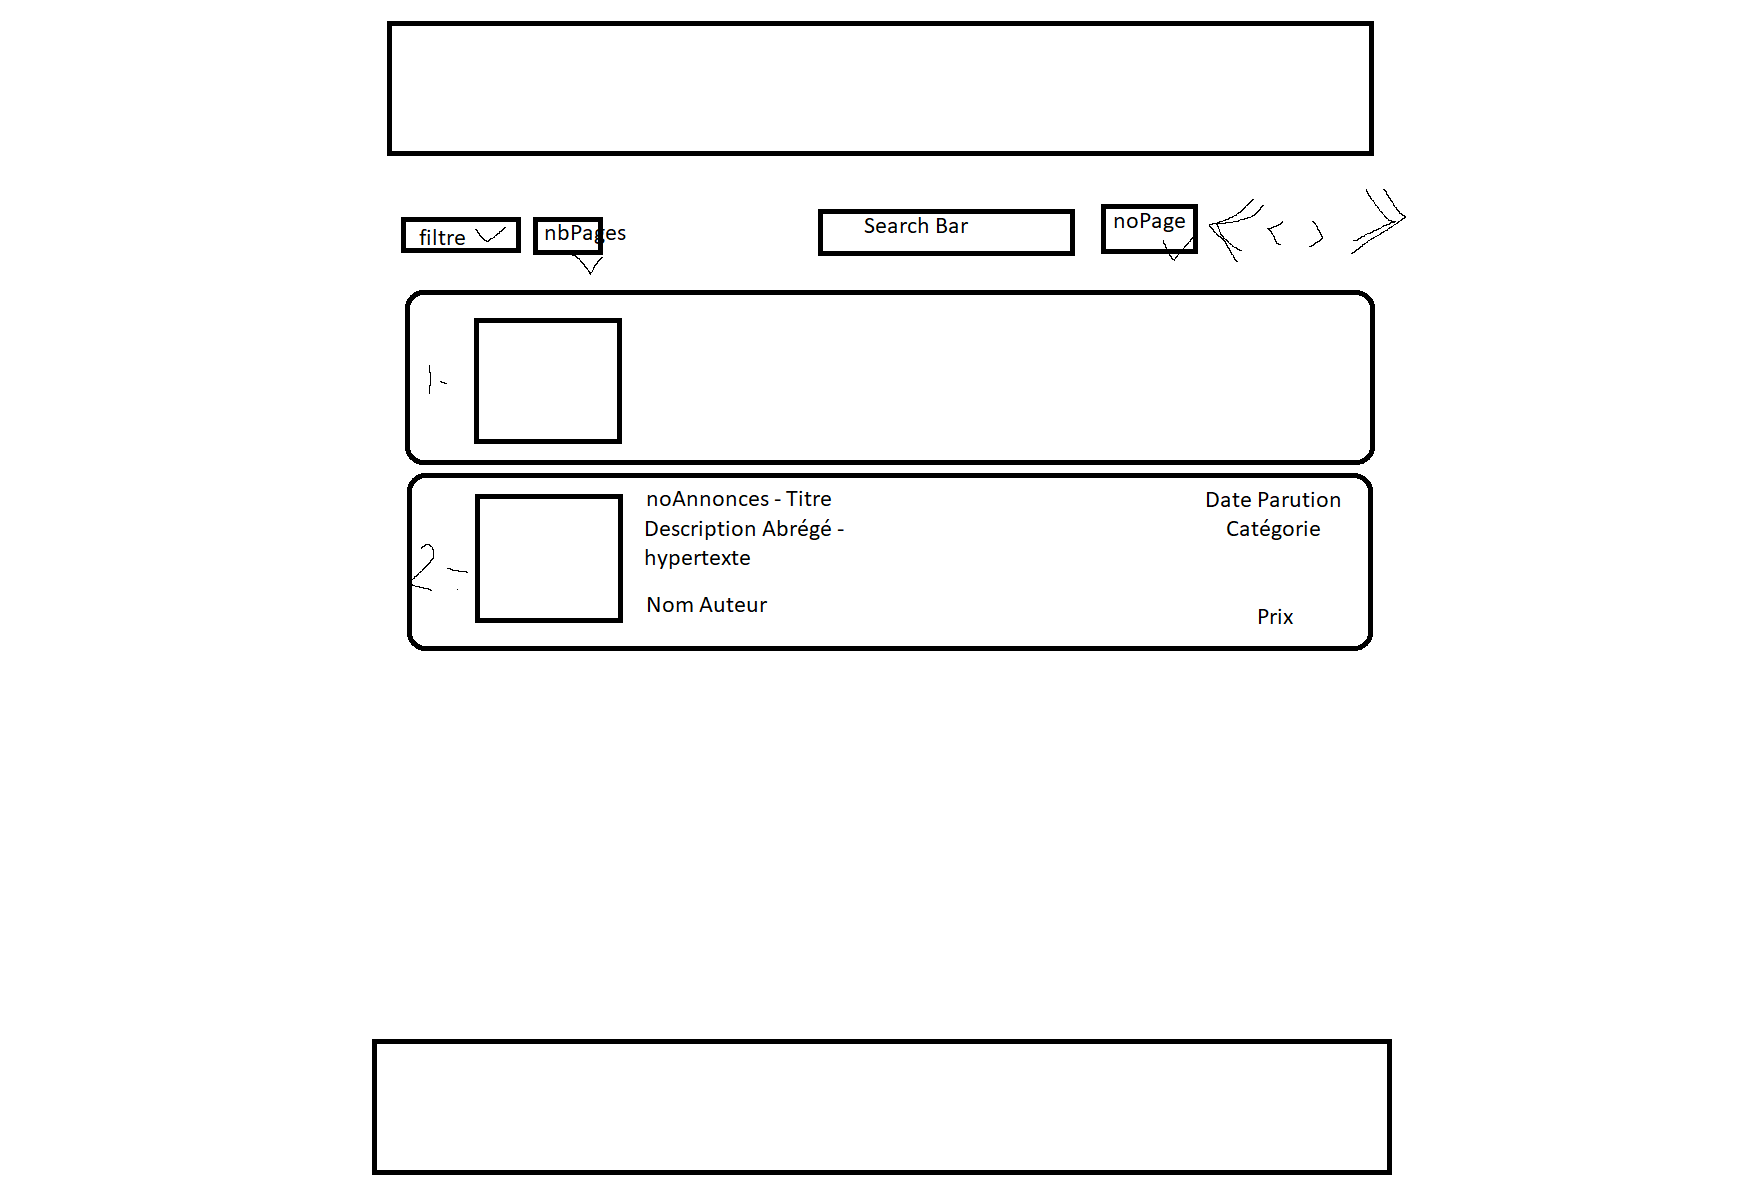 filtre
nbPages
Search Bar
noPage
1-
2-
noAnnonces - Titre
Description Abrégé -
hypertexte
Nom Auteur
Date Parution
Catégorie
Prix